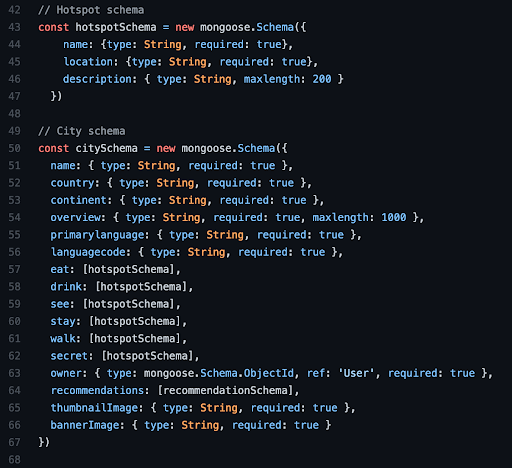 42 // Hotspot schema
43 const hotspotSchema = new mongoose.Schema({
44     name: {type: String, required: true},
45     location: {type: String, required: true},
46     description: { type: String, maxlength: 200 }
47   })
48
49 // City schema
50 const citySchema = new mongoose.Schema({
51   name: { type: String, required: true },
52   country: { type: String, required: true },
53   continent: { type: String, required: true },
54   overview: { type: String, required: true, maxlength: 1000 },
55   primarylanguage: { type: String, required: true },
56   languagecode: { type: String, required: true },
57   eat: [hotspotSchema],
58   drink: [hotspotSchema],
59   see: [hotspotSchema],
60   stay: [hotspotSchema],
61   walk: [hotspotSchema],
62   secret: [hotspotSchema],
63   owner: { type: mongoose.Schema.ObjectId, ref: 'User', required: true },
64   recommendations: [recommendationSchema],
65   thumbnailImage: { type: String, required: true },
66   bannerImage: { type: String, required: true }
67 })
68